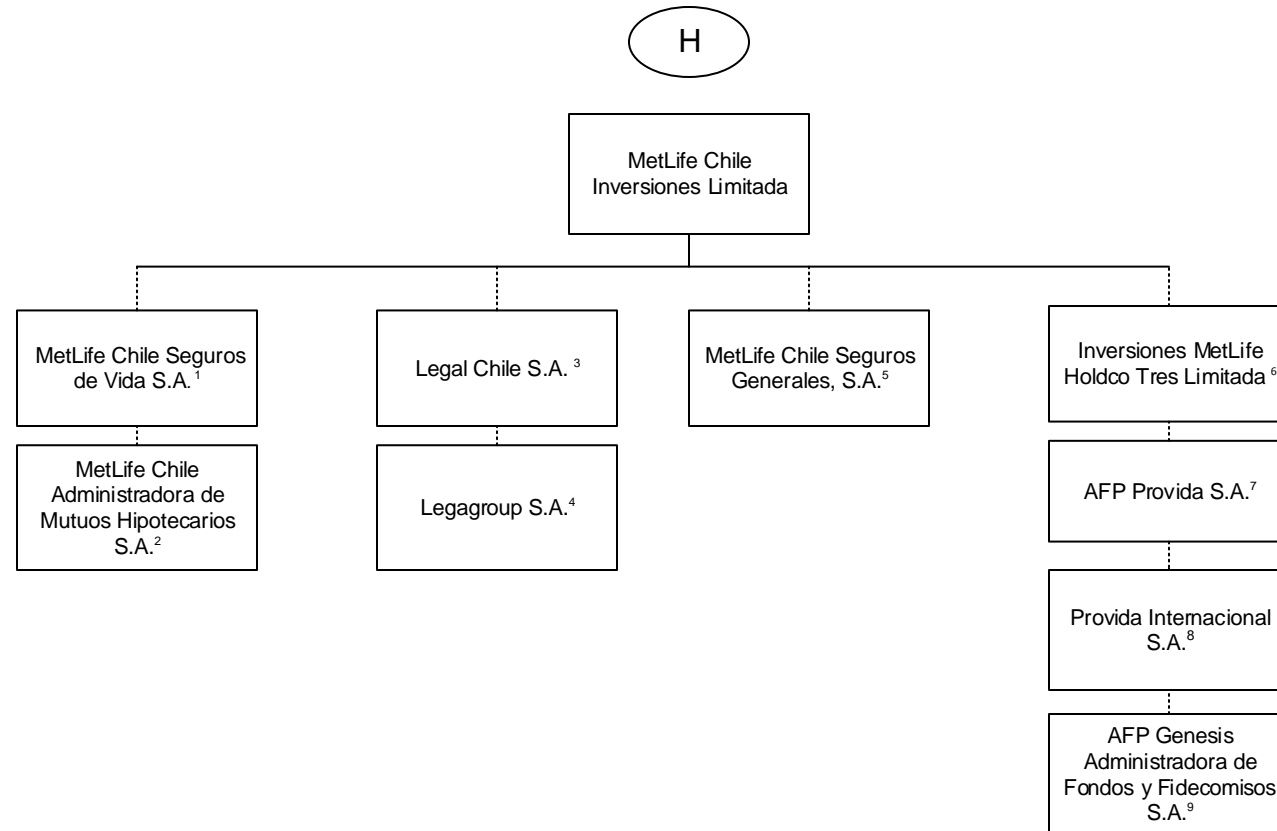 H
MetLife Chile
Inversiones Limitada
MetLife Chile Seguros
de Vida S.A. 1
Legal Chile S.A. 3
MetLife Chile Seguros
Generales, S.A.5
Inversiones MetLife
Holdco Tres Limitada 6
MetLife Chile
Administradora de
Mutuos Hipotecarios
S.A.2
Legagroup S.A.4
AFP Provida S.A.7
Provida Internacional
S.A.8
AFP Genesis
Administradora de
Fondos y Fidecomisos
S.A.9